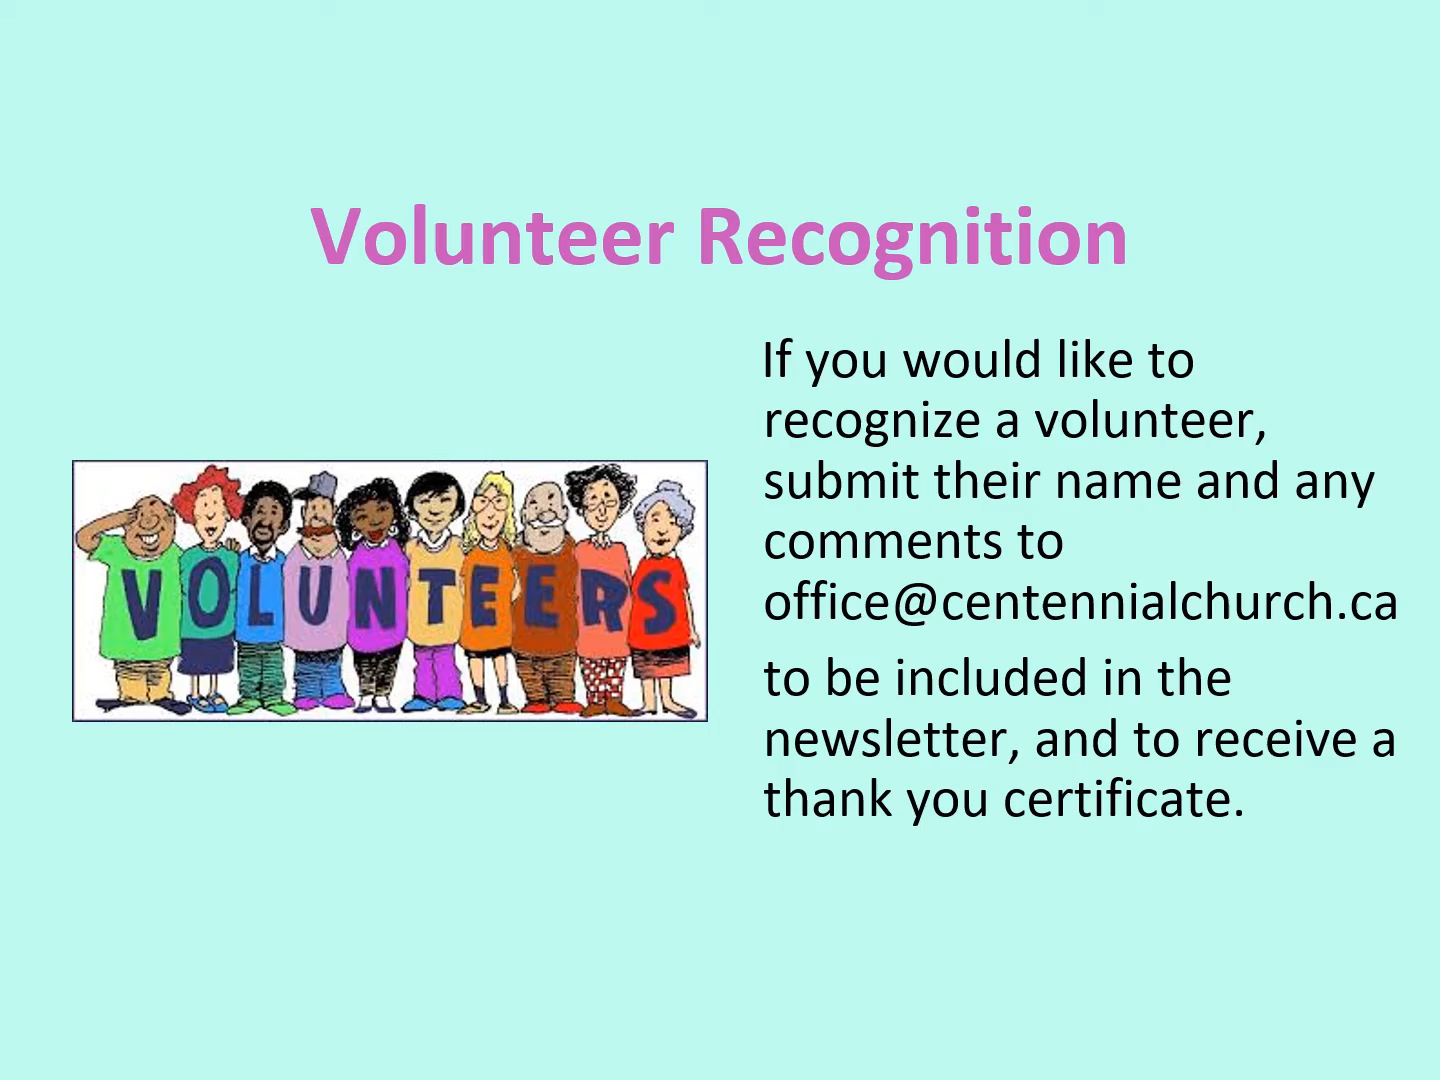 Volunteer Recognition
If you would like to
recognize a volunteer,
submit their name and any
comments to
office@centennialchurch.ca
to be included in the
newsletter, and to receive a
thank you certificate.
VOLUNTEERS